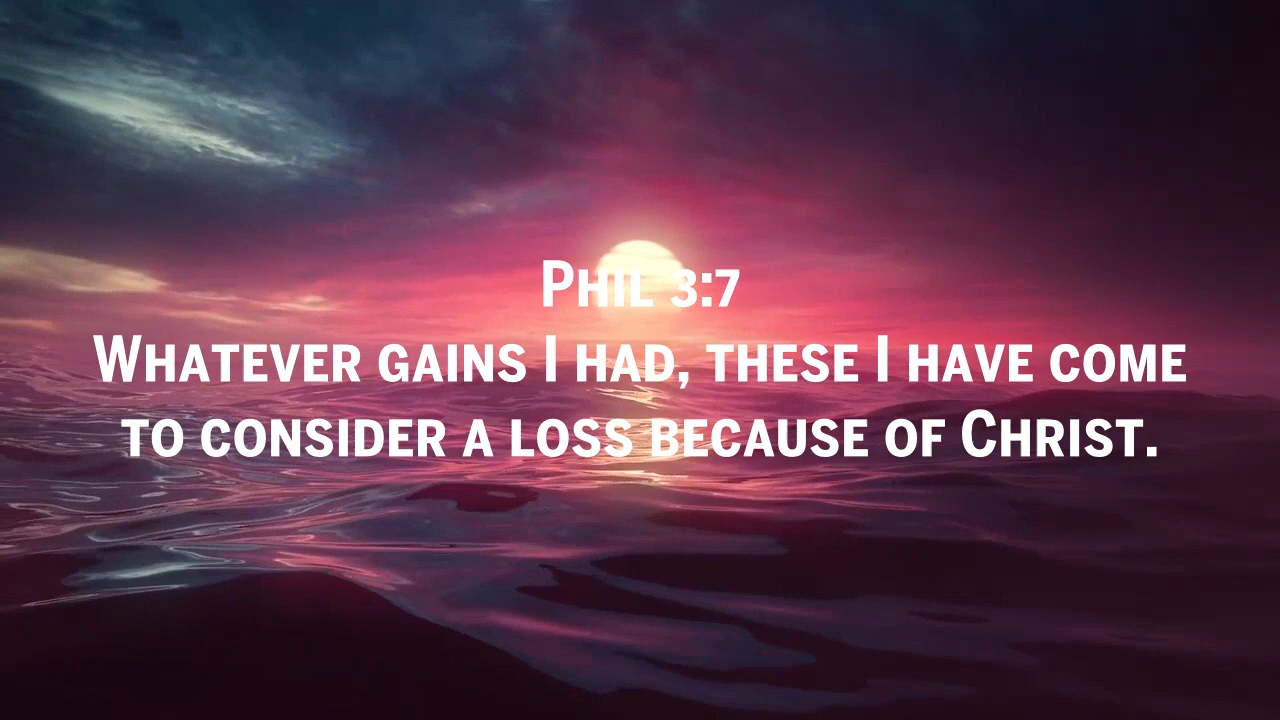 Phil 3:7
Whatever gains I had, these I have come
to consider a loss because of Christ.